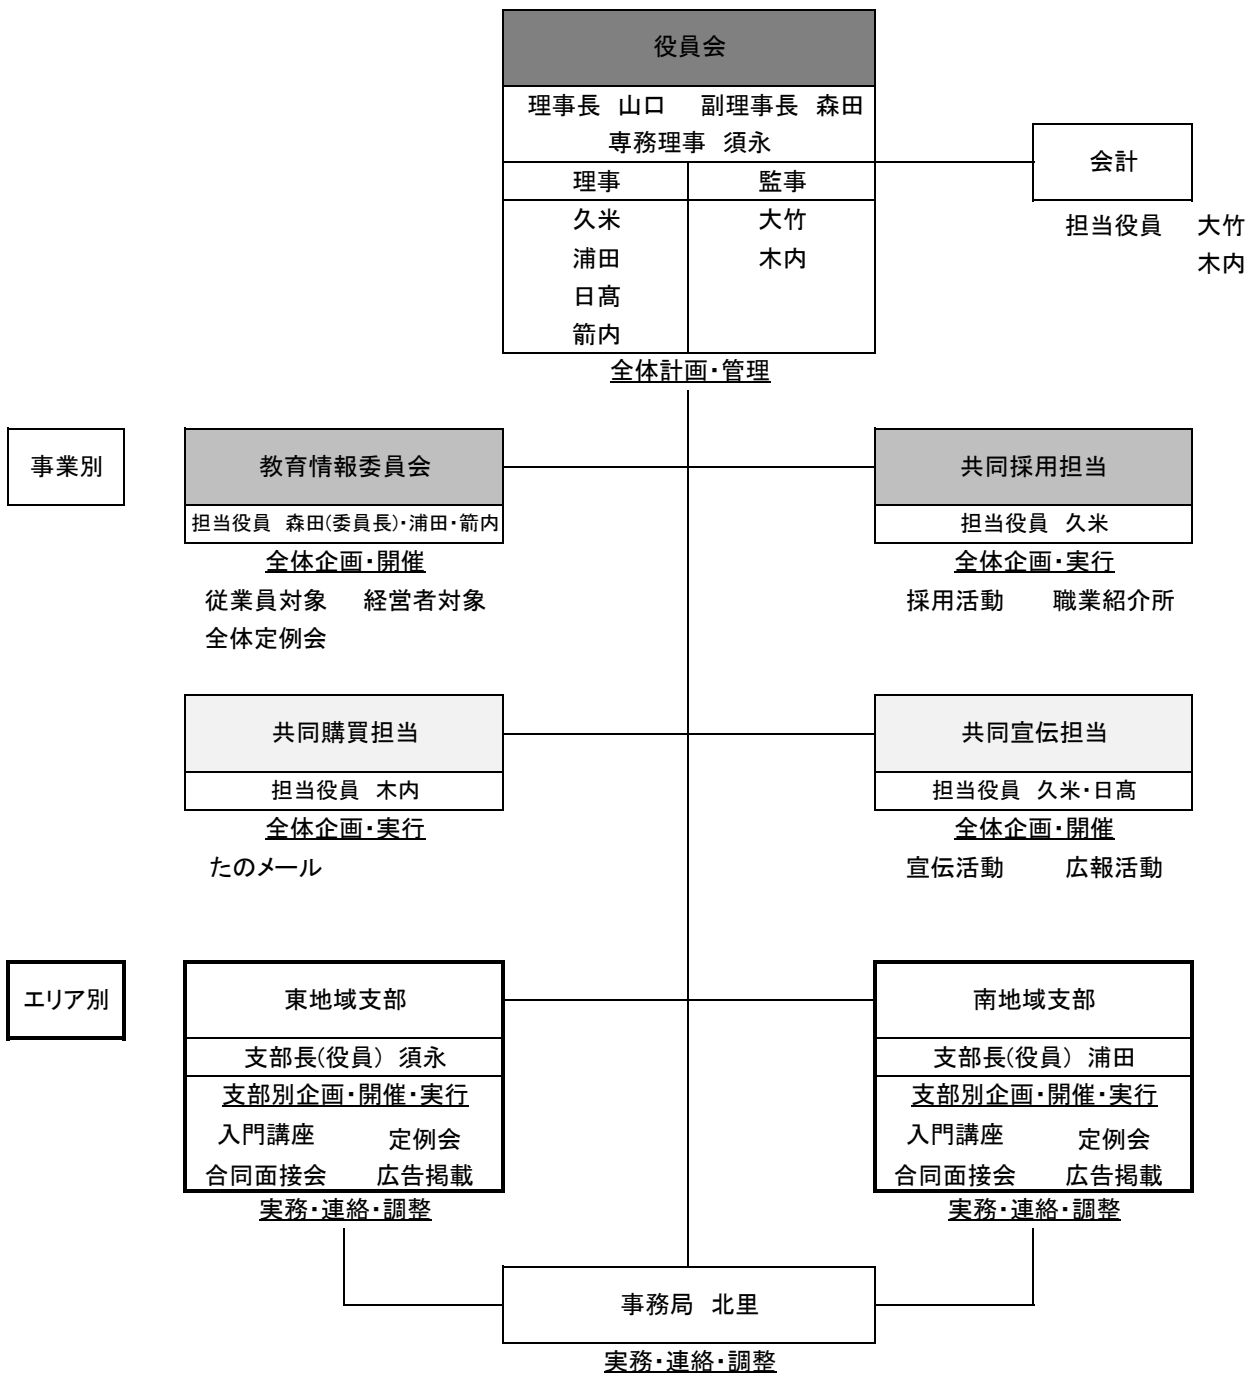 役員会
理事長　山口　　副理事長　森田
専務理事　須永
理事　監事
久米　大竹
浦田　木内
日髙
箭内
全体計画・管理
会計
担当役員　大竹
木内
事業別
教育情報委員会
担当役員　森田(委員長)・浦田・箭内
全体企画・開催
従業員対象　経営者対象
全体定例会
共同採用担当
担当役員　久米
全体企画・実行
採用活動　職業紹介所
共同購買担当
担当役員　木内
全体企画・実行
たのメール
共同宣伝担当
担当役員　久米・日髙
全体企画・開催
宣伝活動　広報活動
エリア別
東地域支部
支部長(役員)　須永
支部別企画・開催・実行
入門講座　定例会
合同面接会　広告掲載
実務・連絡・調整
南地域支部
支部長(役員)　浦田
支部別企画・開催・実行
入門講座　定例会
合同面接会　広告掲載
実務・連絡・調整
事務局　北里
実務・連絡・調整